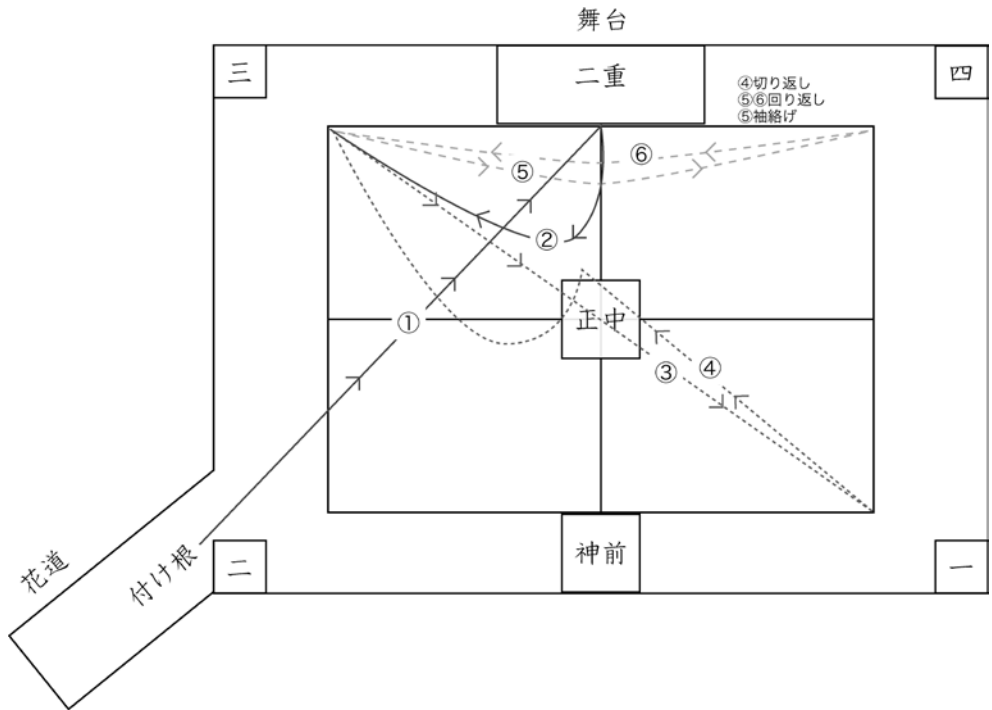 舞台
三
二重
四
④切り返し
⑤⑥回り返し
⑤袖絡げ
⑥
⑤
②
①
正中
③
④
花道
付け根
二
神前
一